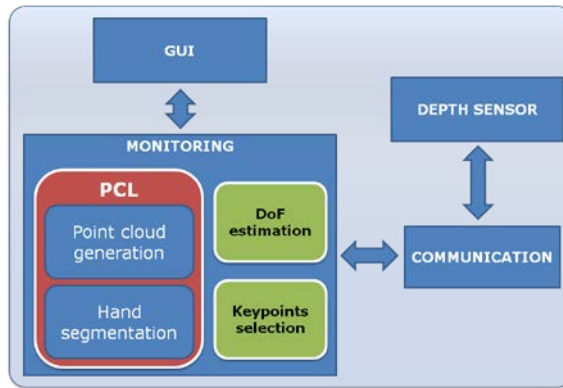 GUI
DEPTH SENSOR
MONITORING
PCL
Point cloud
generation
Hand
segmentation
DoF
estimation
Keypoints
selection
COMMUNICATION